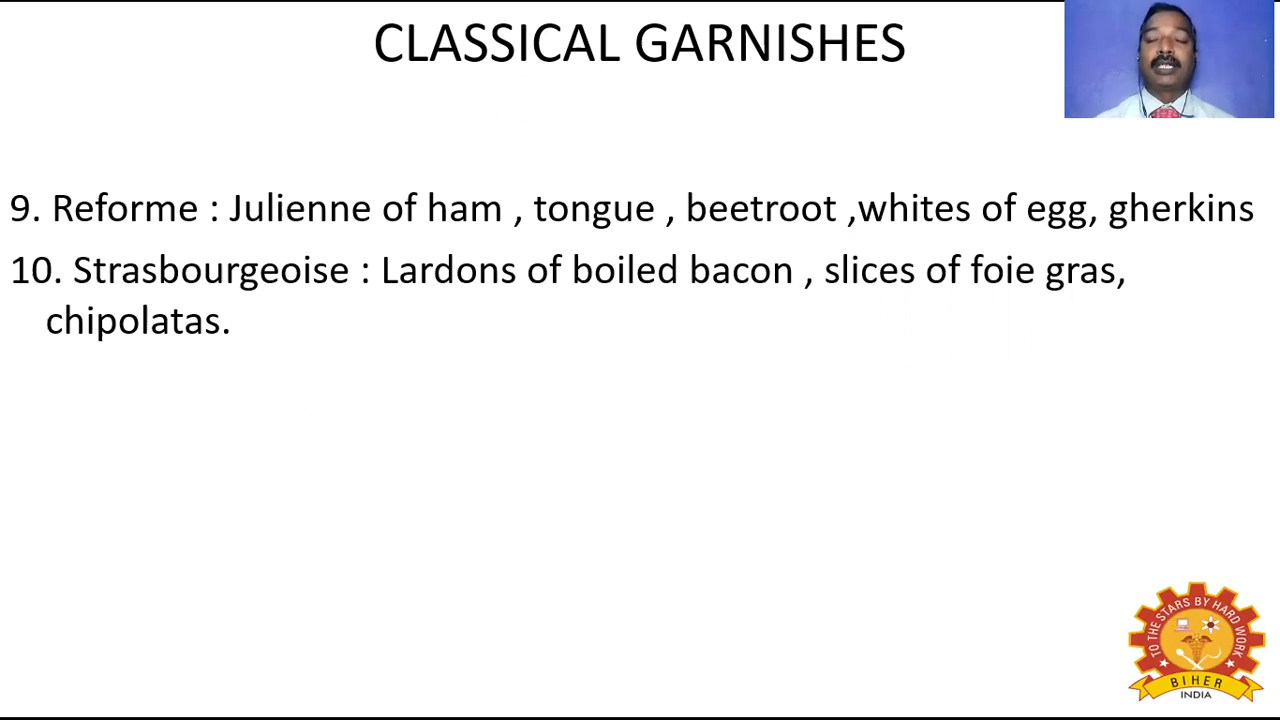 CLASSICAL GARNISHES
9. Reforme : Julienne of ham , tongue , beetroot ,whites of egg, gherkins
10. Strasbourgeoise : Lardons of boiled bacon , slices of foie gras,
chipolatas.
TO THE STARS BY HARD WORK
BIHER
INDIA